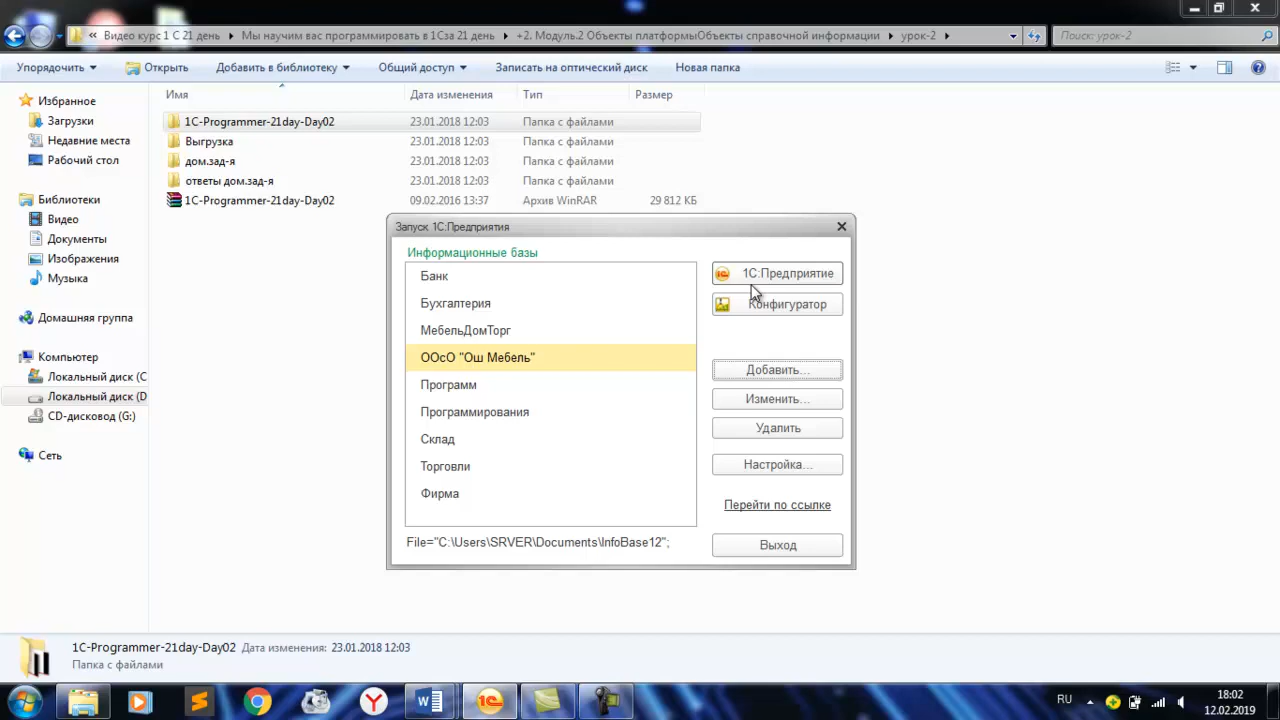 « Видео курс 1 С 21 день Мы научим вас программировать в 1Сза 21 день +2. Модуль.2 Объекты платформыОбъекты справочной информации урок-2 Поиск: урок-2
Упорядочить Открыть Добавить в библиотеку Общий доступ Записать на оптический диск Новая папка
Имя Дата изменения Тип Размер
Избранное
Загрузки
Недавние места
Рабочий стол
Библиотеки
Видео
Документы
Изображения
Музыка
Домашняя группа
Компьютер
Локальный диск (C
Локальный диск (D
CD-дисковод (G:)
Сеть
1C-Programmer-21day-Day02 23.01.2018 12:03 Папка с файлами
Выгрузка 23.01.2018 12:03 Папка с файлами
дом.зад-я 23.01.2018 12:03 Папка с файлами
ответы дом.зад-я 23.01.2018 12:03 Папка с файлами
1C-Programmer-21day-Day02 09.02.2016 13:37 Архив WinRAR 29 812 КБ
Запуск 1С:Предприятия
Информационные базы
Банк
Бухгалтерия
МебельДомТорг
ООсО "Ош Мебель"
Программ
Программирования
Склад
Торговли
Фирма
File="C:\Users\SRVER\Documents\InfoBase12";
1С:Предприятие
Конфигуратор
Добавить...
Изменить...
Удалить
Настройка...
Перейти по ссылке
Выход
1C-Programmer-21day-Day02 Дата изменения: 23.01.2018 12:03
Папка с файлами
RU
18:02
12.02.2019